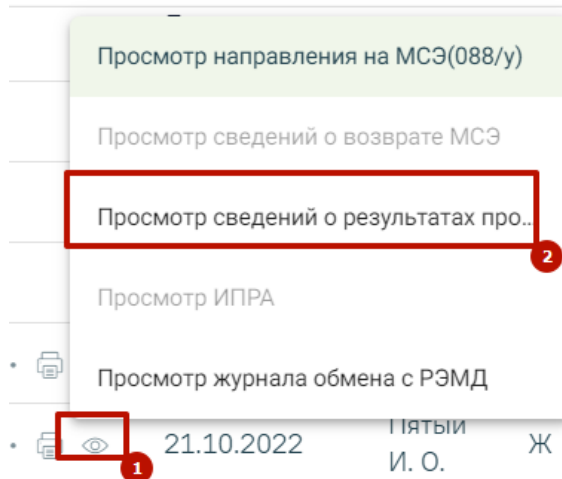 Просмотр направления на МСЭ(088/у)
Просмотр сведений о возврате МСЭ
Просмотр сведений о результатах про...
2
Просмотр ИПРА
Просмотр журнала обмена с РЭМД
1
21.10.2022
Пятый
И. О.
Ж